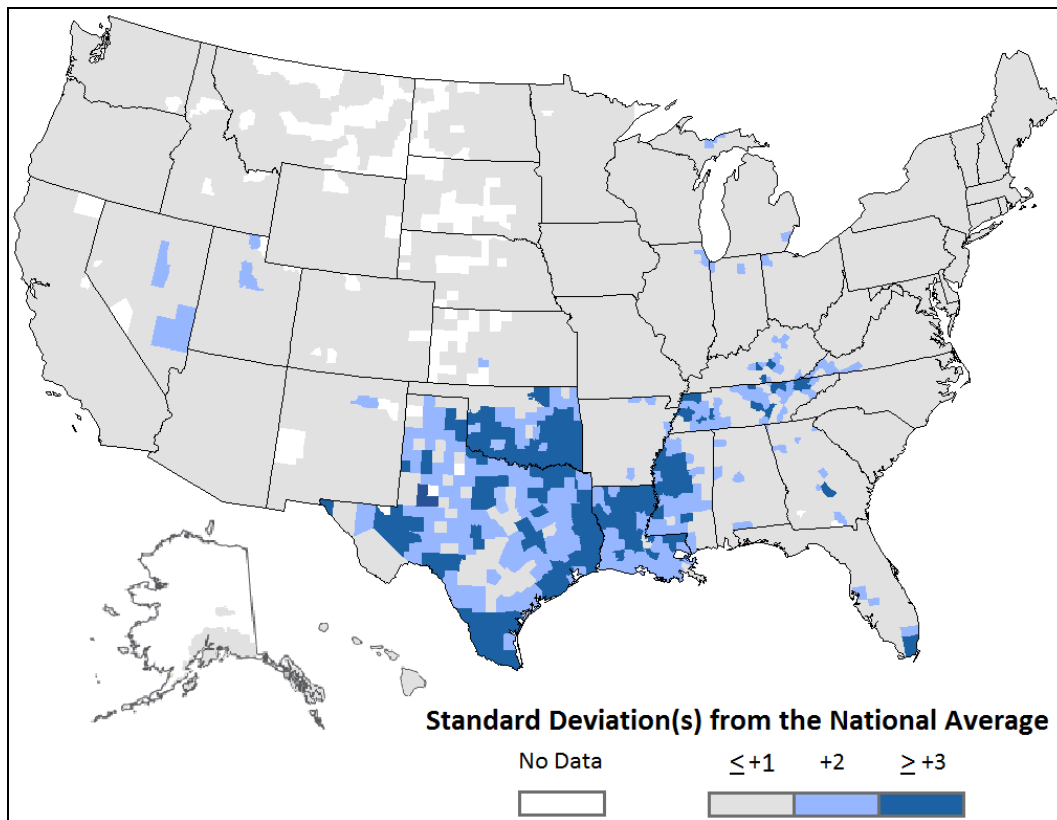 Standard Deviation(s) from the National Average
No Data
≤ +1
+2
≥ +3